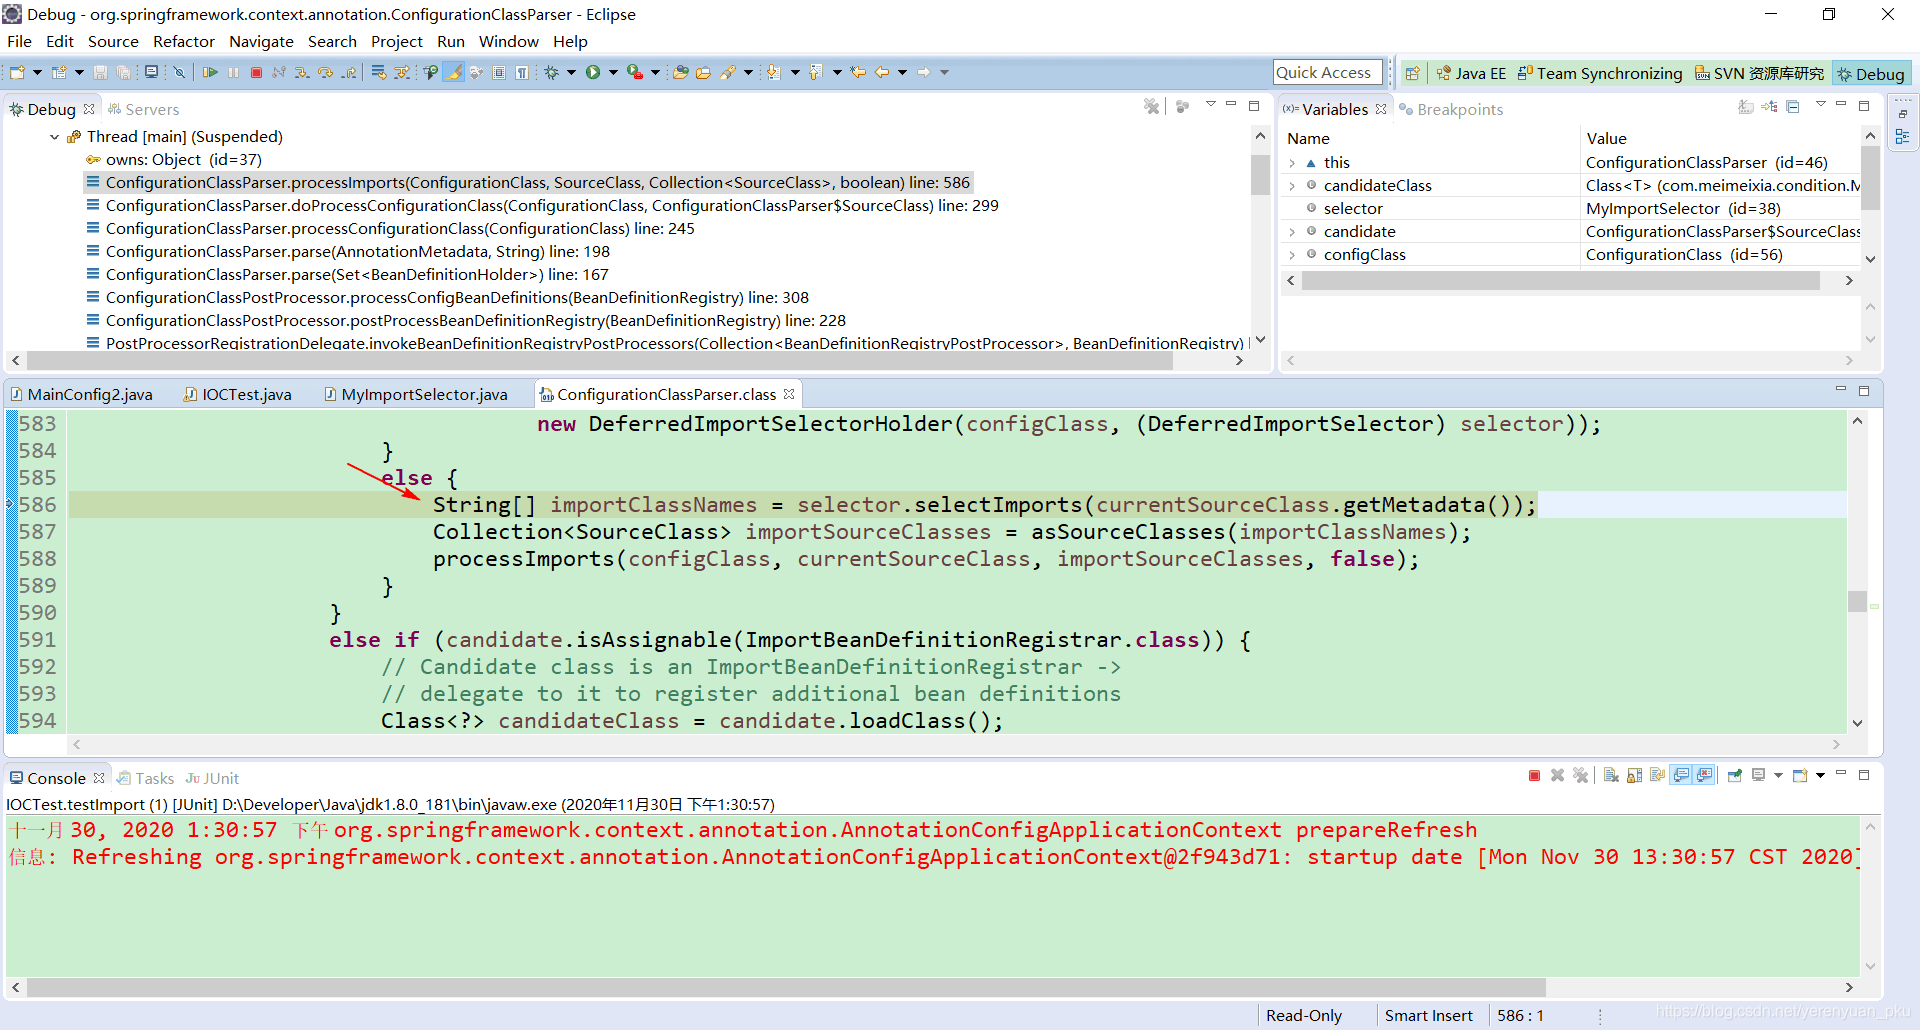 Debug - org.springframework.context.annotation.ConfigurationClassParser - Eclipse
File Edit Source Refactor Navigate Search Project Run Window Help
Quick Access Java EE Team Synchronizing SVN 资源库研究 Debug
Debug Servers
Thread [main] (Suspended)
owns: Object (id=37)
ConfigurationClassParser.processImports(ConfigurationClass, SourceClass, Collection<SourceClass>, boolean) line: 586
ConfigurationClassParser.doProcessConfigurationClass(ConfigurationClass, ConfigurationClassParser$SourceClass) line: 299
ConfigurationClassParser.processConfigurationClass(ConfigurationClass) line: 245
ConfigurationClassParser.parse(AnnotationMetadata, String) line: 198
ConfigurationClassParser.parse(Set<BeanDefinitionHolder>) line: 167
ConfigurationClassPostProcessor.processConfigBeanDefinitions(BeanDefinitionRegistry) line: 308
ConfigurationClassPostProcessor.postProcessBeanDefinitionRegistry(BeanDefinitionRegistry) line: 228
PostProcessorRegistrationDelegate.invokeBeanDefinitionRegistryPostProcessors(Collection<BeanDefinitionRegistryPostProcessor>, BeanDefinitionRegistry) l
(x)= Variables Breakpoints
Name Value
this ConfigurationClassParser (id=46)
candidateClass Class<T> (com.meimeixia.condition.M
selector MyImportSelector (id=38)
candidate ConfigurationClassParser$SourceClass
configClass ConfigurationClass (id=56)
MainConfig2.java IOCTest.java MyImportSelector.java ConfigurationClassParser.class
583 new DeferredImportSelectorHolder(configClass, (DeferredImportSelector) selector));
584 }
585 else {
586 String[] importClassNames = selector.selectImports(currentSourceClass.getMetadata());
587 Collection<SourceClass> importSourceClasses = asSourceClasses(importClassNames);
588 processImports(configClass, currentSourceClass, importSourceClasses, false);
589 }
590 }
591 else if (candidate.isAssignable(ImportBeanDefinitionRegistrar.class)) {
592 // Candidate class is an ImportBeanDefinitionRegistrar ->
593 // delegate to it to register additional bean definitions
594 Class<?> candidateClass = candidate.loadClass();
Console Tasks JUnit
IOCTest.testImport (1) [JUnit] D:\Developer\Java\jdk1.8.0_181\bin\javaw.exe (2020年11月30日 下午1:30:57)
十一月 30, 2020 1:30:57 下午 org.springframework.context.annotation.AnnotationConfigApplicationContext prepareRefresh
信息: Refreshing org.springframework.context.annotation.AnnotationConfigApplicationContext@2f943d71: startup date [Mon Nov 30 13:30:57 CST 2020]
Read-Only Smart Insert 586 : 1
https://blog.csdn.net/yerenyuan_pku